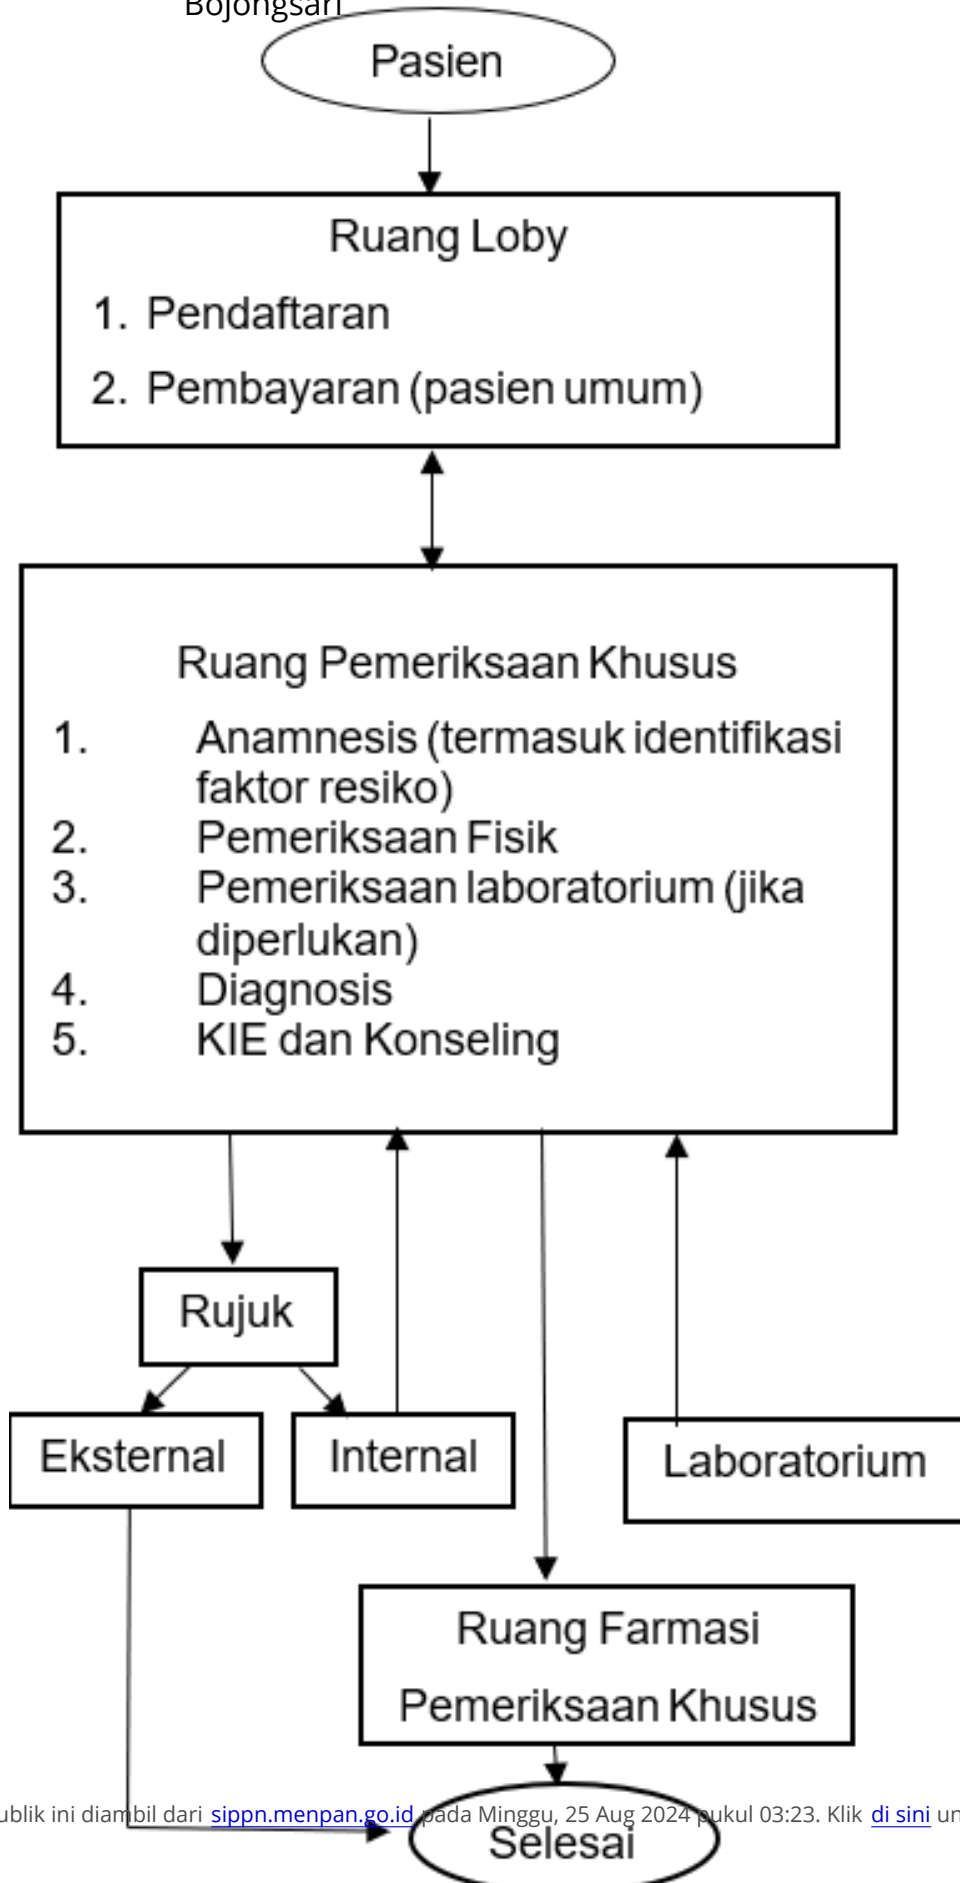 Bojongsari
Pasien
Ruang Loby
1. Pendaftaran
2. Pembayaran (pasien umum)
Ruang Pemeriksaan Khusus
1. Anamnesis (termasuk identifikasi
faktor resiko)
2. Pemeriksaan Fisik
3. Pemeriksaan laboratorium (jika
diperlukan)
4. Diagnosis
5. KIE dan Konseling
Rujuk
Eksternal
Internal
Laboratorium
Ruang Farmasi
Pemeriksaan Khusus
ublik ini diambil dari sippn.menpan.go.id pada Minggu, 25 Aug 2024 pukul 03:23. Klik di sini un
Selesai